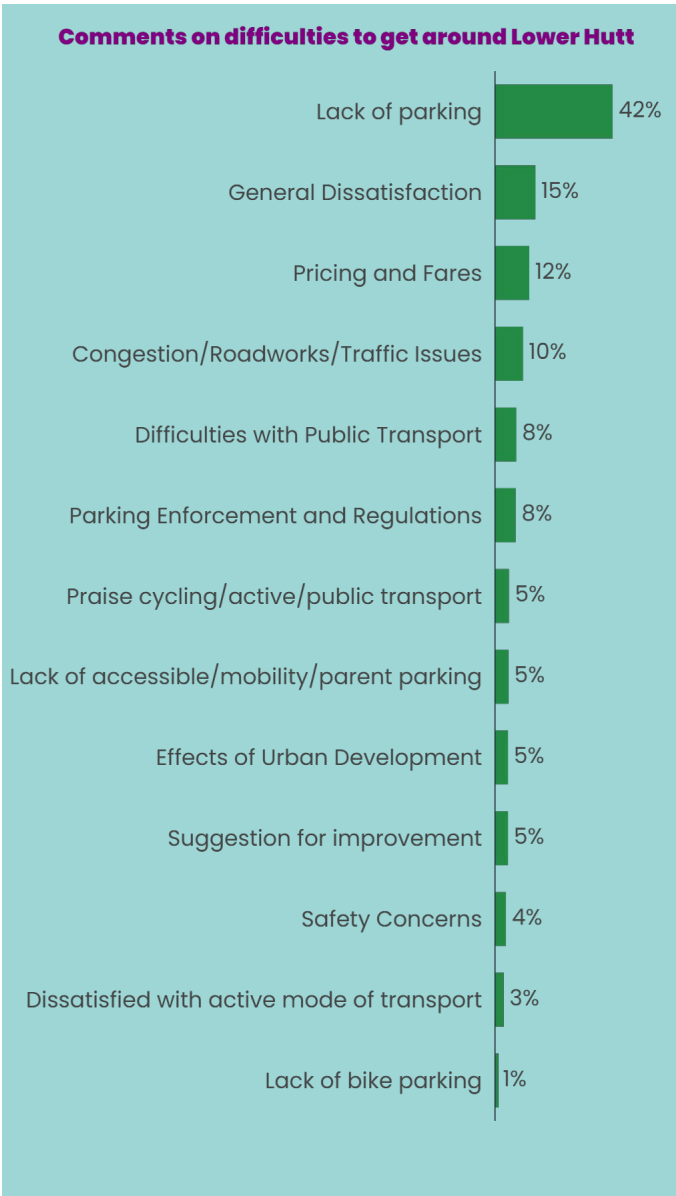 Comments on difficulties to get around Lower Hutt
Lack of parking 42%
General Dissatisfaction 15%
Pricing and Fares 12%
Congestion/Roadworks/Traffic Issues 10%
Difficulties with Public Transport 8%
Parking Enforcement and Regulations 8%
Praise cycling/active/public transport 5%
Lack of accessible/mobility/parent parking 5%
Effects of Urban Development 5%
Suggestion for improvement 5%
Safety Concerns 4%
Dissatisfied with active mode of transport 3%
Lack of bike parking 1%